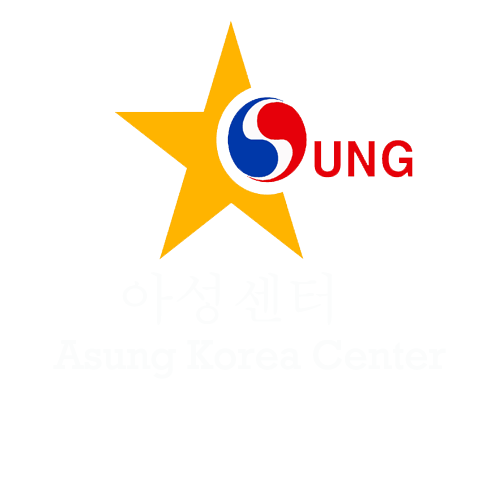 SUNG
아성센터
Asung Korea Center